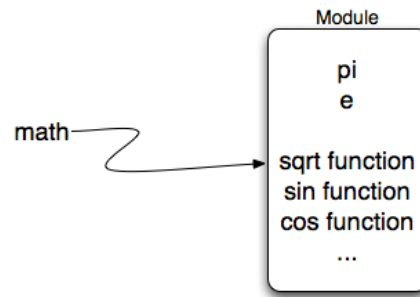 Module
pi
e
math
sqrt function
sin function
cos function
...